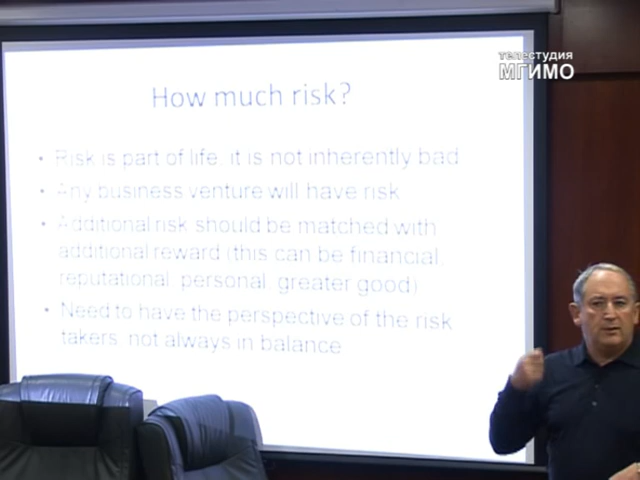 телестудия
МГИМО
How much risk?
• Risk is part of life, it is not inherently bad
• Any business venture will have risk
• Additional risk should be matched with
additional reward (this can be financial,
reputational, personal, greater good)
• Need to have the perspective of the risk
takers, not always in balance